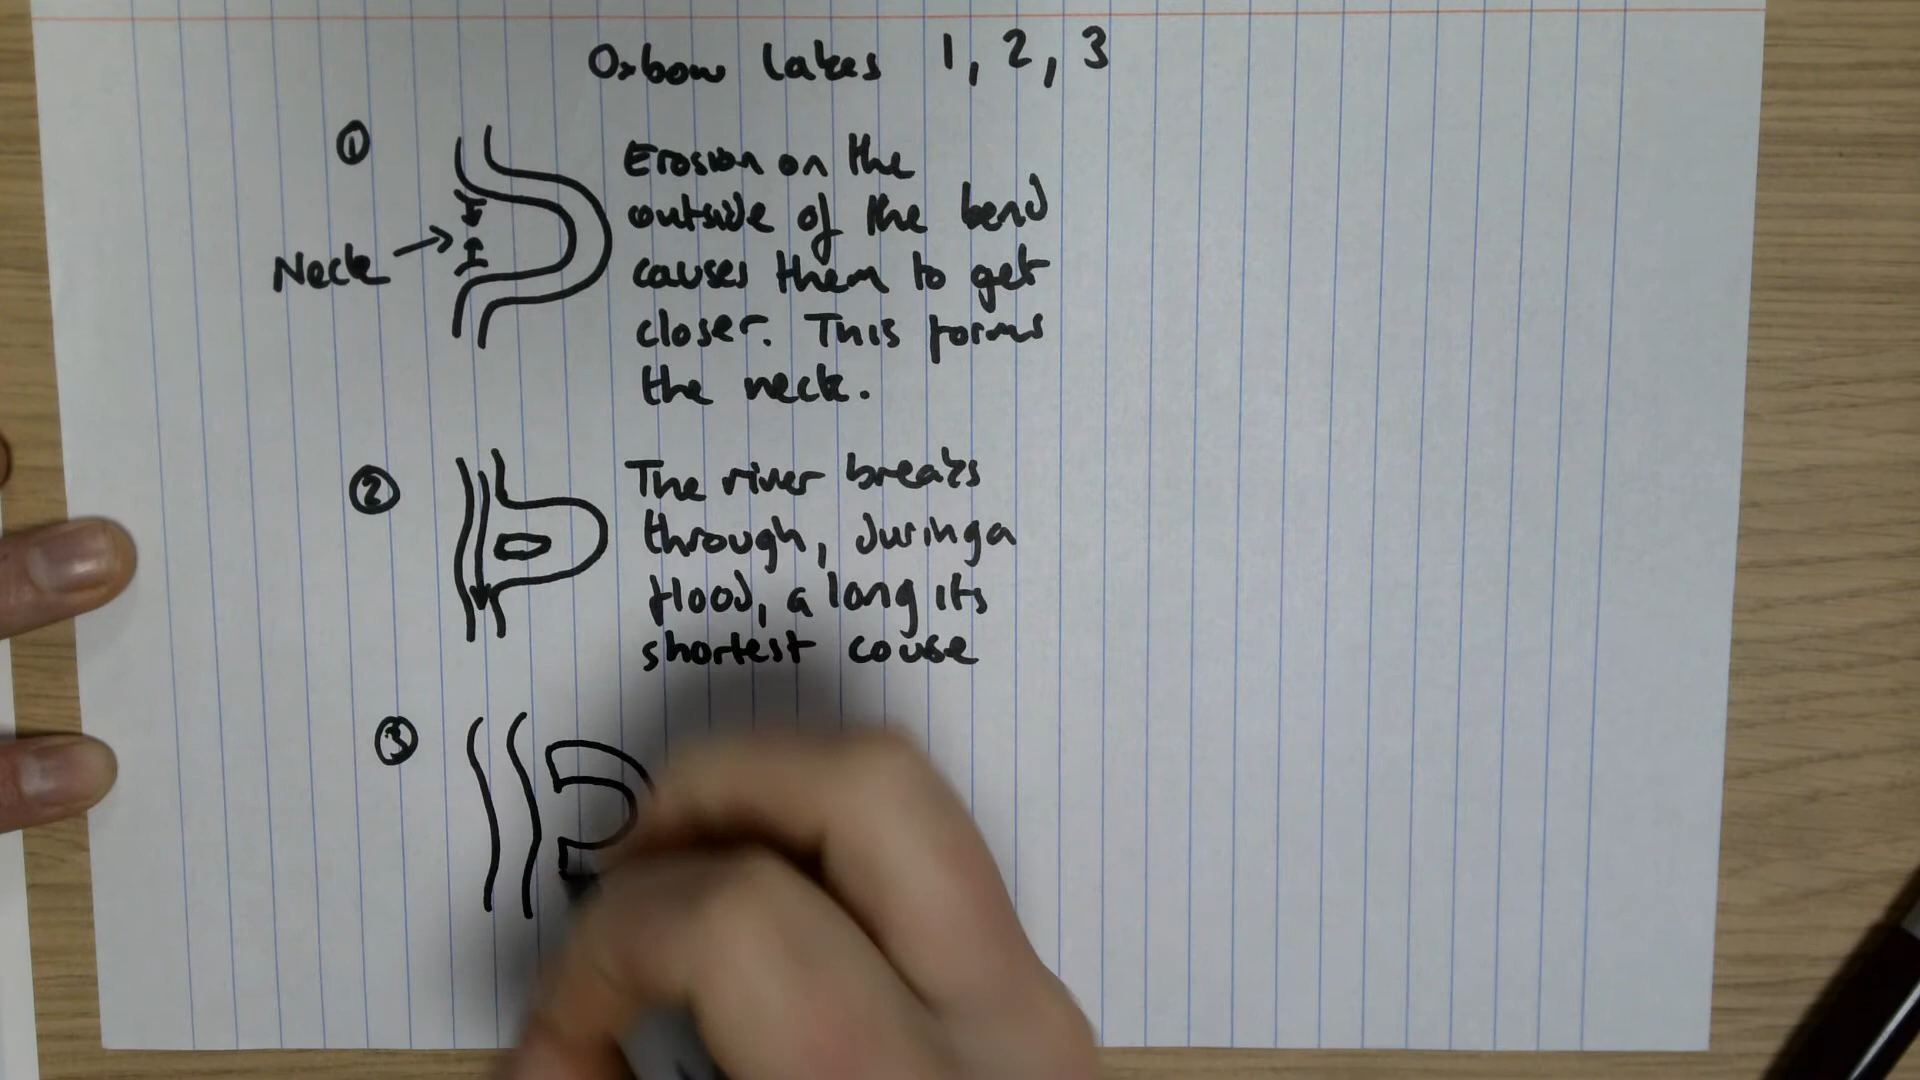 Oxbow lakes 1, 2, 3
①
Erosion on the
outside of the bend
causes them to get
closer. This forms
the neck.
Neck
②
The river breaks
through, during a
flood, a long its
shortest couse
③